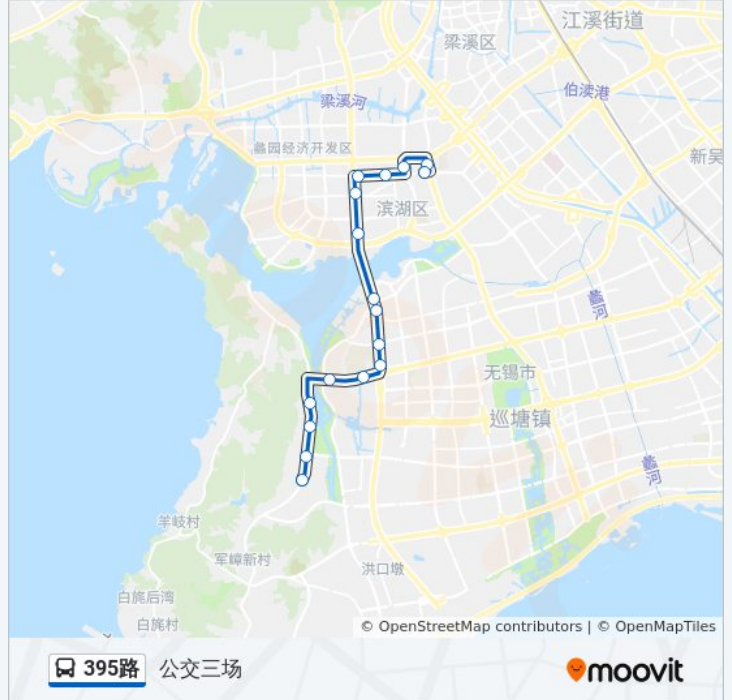 江溪街道
梁溪区
梁溪河
伯渎港
蠡园经济开发区
新吴
滨湖区
蠡河
无锡市
巡塘镇
蠡河
羊岐村
军嶂新村
洪口墩
白旄后湾
白旄村
© OpenStreetMap contributors | © OpenMapTiles
395路 公交三场
moovit